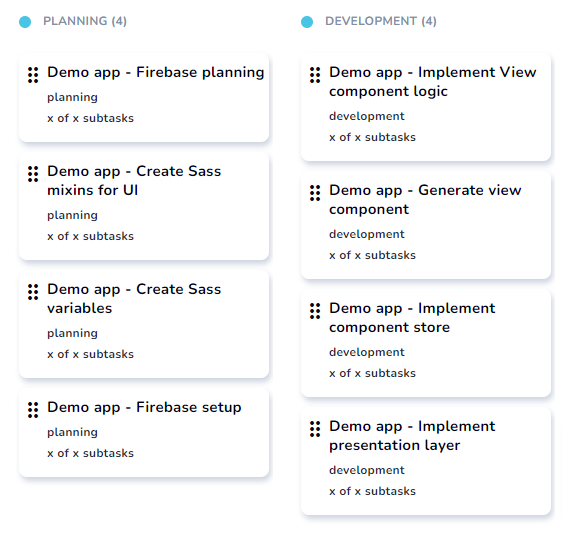 PLANNING (4)
Demo app - Firebase planning
planning
x of x subtasks
Demo app - Create Sass
mixins for UI
planning
x of x subtasks
Demo app - Create Sass
variables
planning
x of x subtasks
Demo app - Firebase setup
planning
x of x subtasks
DEVELOPMENT (4)
Demo app - Implement View
component logic
development
x of x subtasks
Demo app - Generate view
component
development
x of x subtasks
Demo app - Implement
component store
development
x of x subtasks
Demo app - Implement
presentation layer
development
x of x subtasks